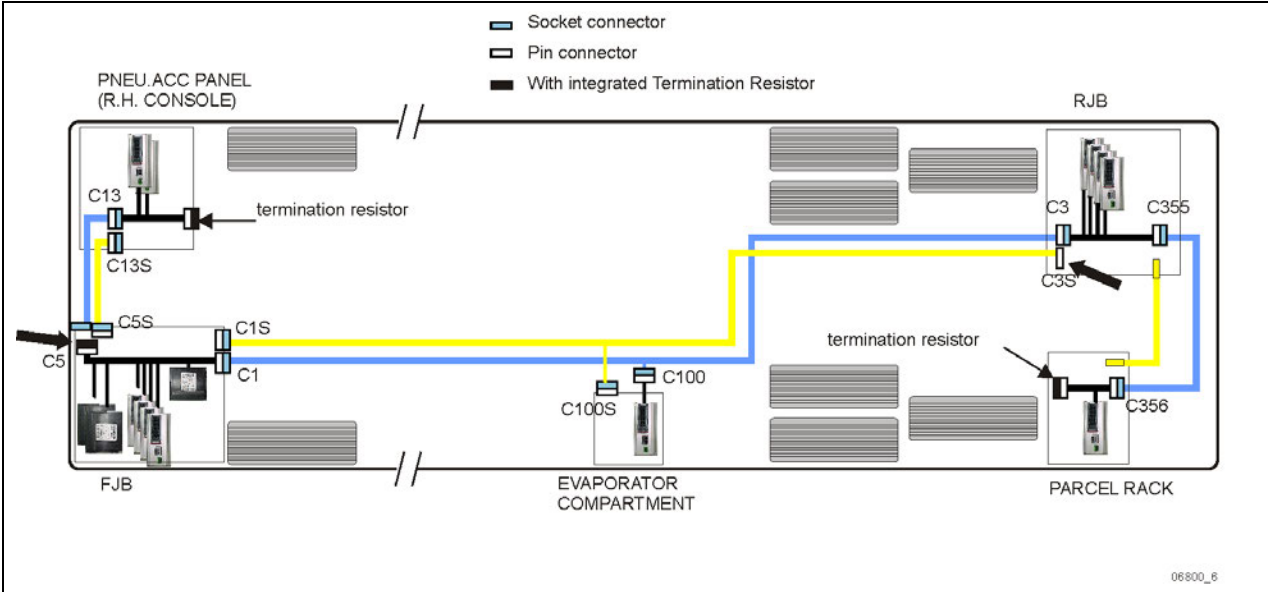 Socket connector
Pin connector
With integrated Termination Resistor
PNEU.ACC PANEL
(R.H. CONSOLE)
RJB
C13
termination resistor
C3
C355
C13S
C3S
C5S
C1S
C5
C1
termination resistor
C100
C100S
C356
FJB
EVAPORATOR
COMPARTMENT
PARCEL RACK
06800_6